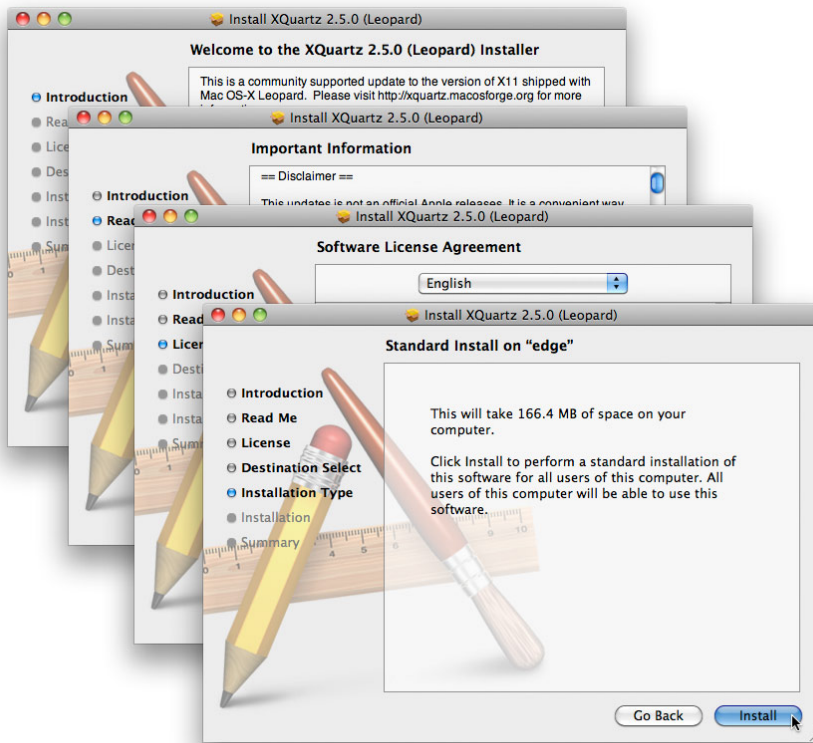 Install XQuartz 2.5.0 (Leopard)
Welcome to the XQuartz 2.5.0 (Leopard) Installer
This is a community supported update to the version of X11 shipped with
Mac OS-X Leopard. Please visit http://xquartz.macosforge.org for more
Introduction
Install XQuartz 2.5.0 (Leopard)
Important Information
== Disclaimer ==
This updates is not an official Apple releases. It is a convenient way
Introduction
Install XQuartz 2.5.0 (Leopard)
Software License Agreement
English
Introduction
Read
Install XQuartz 2.5.0 (Leopard)
Standard Install on “edge”
Introduction
Read Me
License
Destination Select
Installation Type
Installation
Summary
This will take 166.4 MB of space on your
computer.
Click Install to perform a standard installation of
this software for all users of this computer. All
users of this computer will be able to use this
software.
Go Back
Install